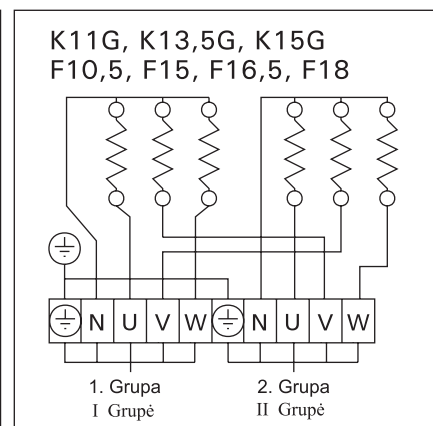 K11G, K13,5G, K15G
F10,5, F15, F16,5, F18
N U V W N U V W
1. Grupa 2. Grupa
I Grupė II Grupė